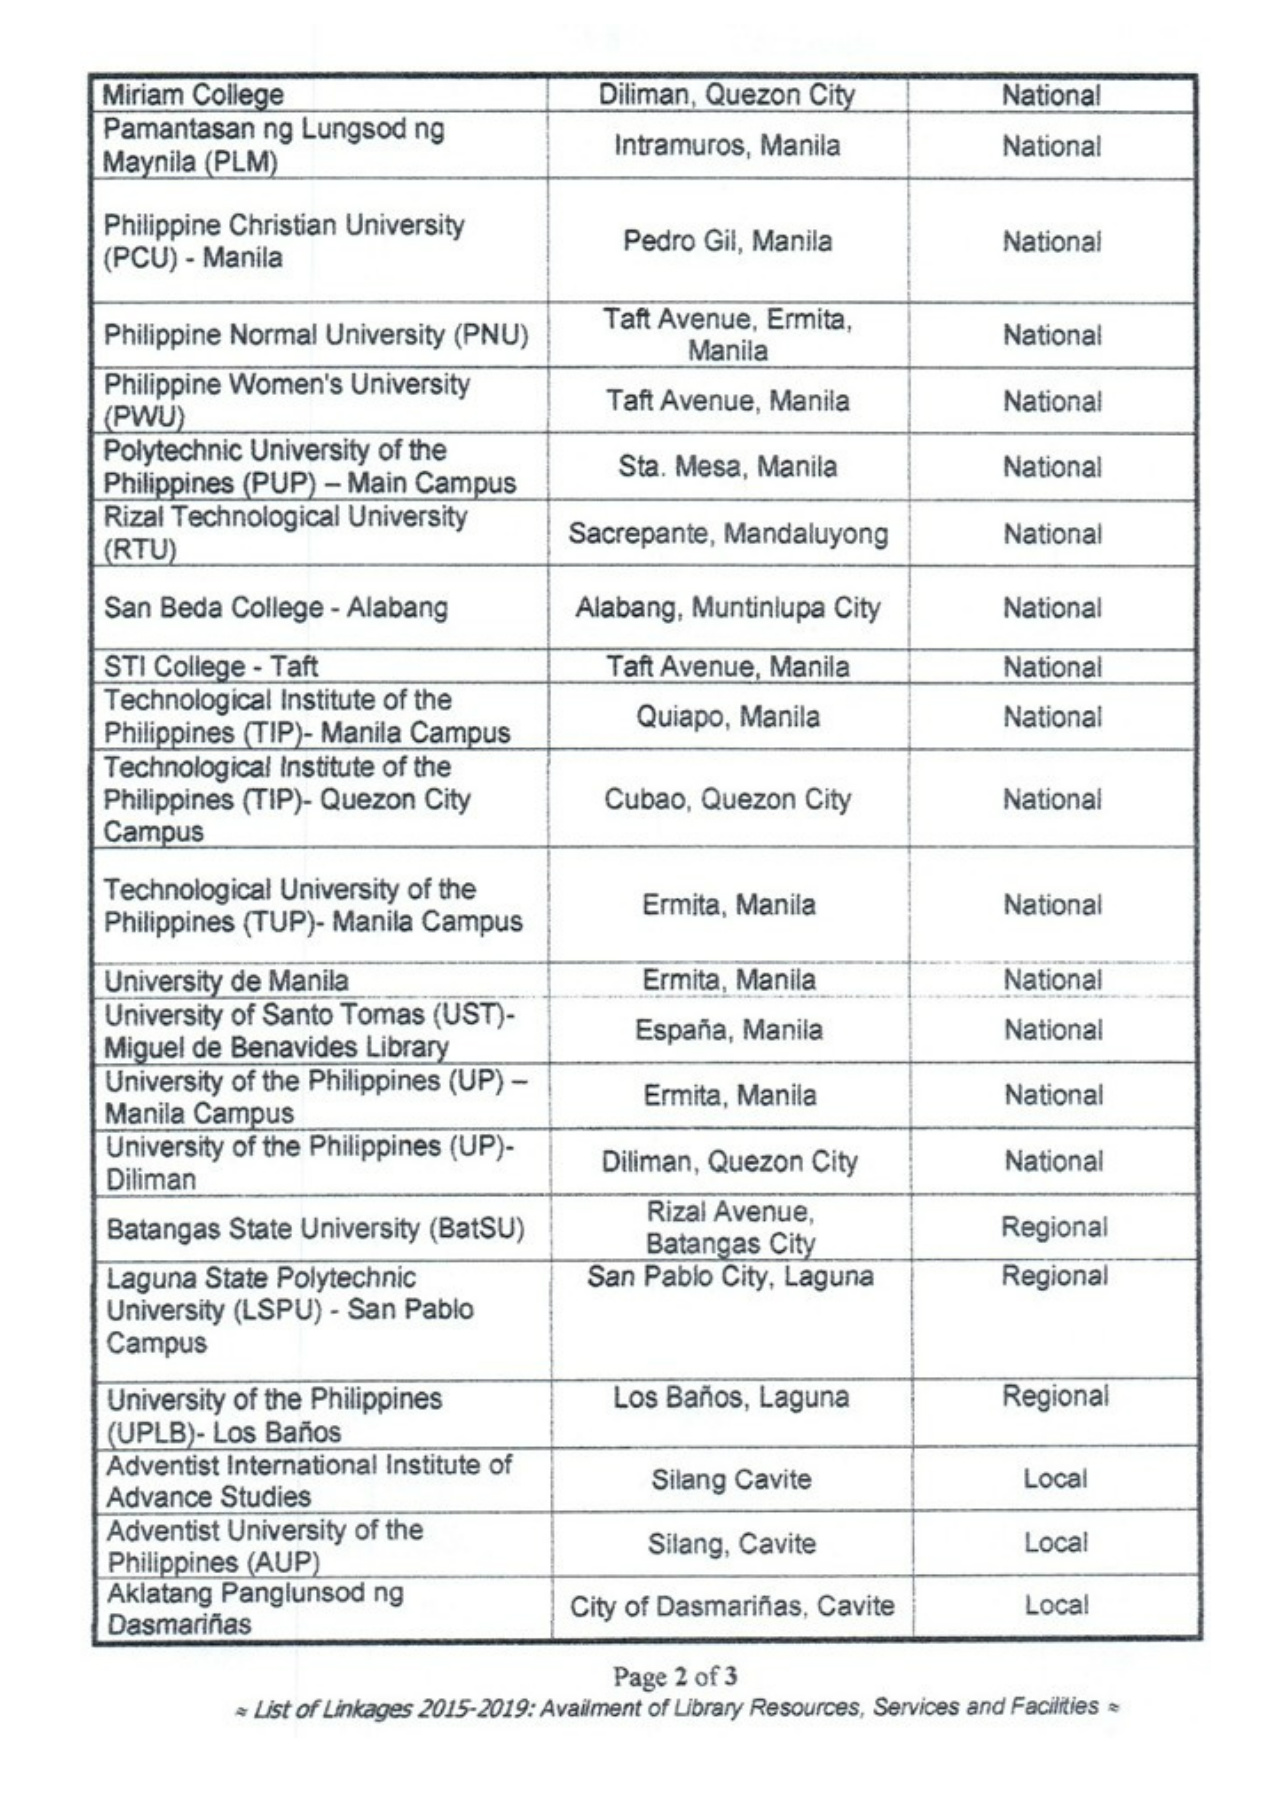 Miriam College Diliman, Quezon City National
Pamantasan ng Lungsod ng
Maynila (PLM) Intramuros, Manila National
Philippine Christian University
(PCU) - Manila Pedro Gil, Manila National
Philippine Normal University (PNU) Taft Avenue, Ermita,
Manila National
Philippine Women's University
(PWU) Taft Avenue, Manila National
Polytechnic University of the
Philippines (PUP) – Main Campus Sta. Mesa, Manila National
Rizal Technological University
(RTU) Sacrepante, Mandaluyong National
San Beda College - Alabang Alabang, Muntinlupa City National
STI College - Taft Taft Avenue, Manila National
Technological Institute of the
Philippines (TIP)- Manila Campus Quiapo, Manila National
Technological Institute of the
Philippines (TIP)- Quezon City
Campus Cubao, Quezon City National
Technological University of the
Philippines (TUP)- Manila Campus Ermita, Manila National
University de Manila Ermita, Manila National
University of Santo Tomas (UST)-
Miguel de Benavides Library España, Manila National
University of the Philippines (UP) –
Manila Campus Ermita, Manila National
University of the Philippines (UP)-
Diliman Diliman, Quezon City National
Batangas State University (BatSU) Rizal Avenue,
Batangas City Regional
Laguna State Polytechnic
University (LSPU) - San Pablo
Campus San Pablo City, Laguna Regional
University of the Philippines
(UPLB)- Los Baños Los Baños, Laguna Regional
Adventist International Institute of
Advance Studies Silang Cavite Local
Adventist University of the
Philippines (AUP) Silang, Cavite Local
Aklatang Panglunsod ng
Dasmariñas City of Dasmariñas, Cavite Local
Page 2 of 3
≈ List of Linkages 2015-2019: Availment of Library Resources, Services and Facilities ≈